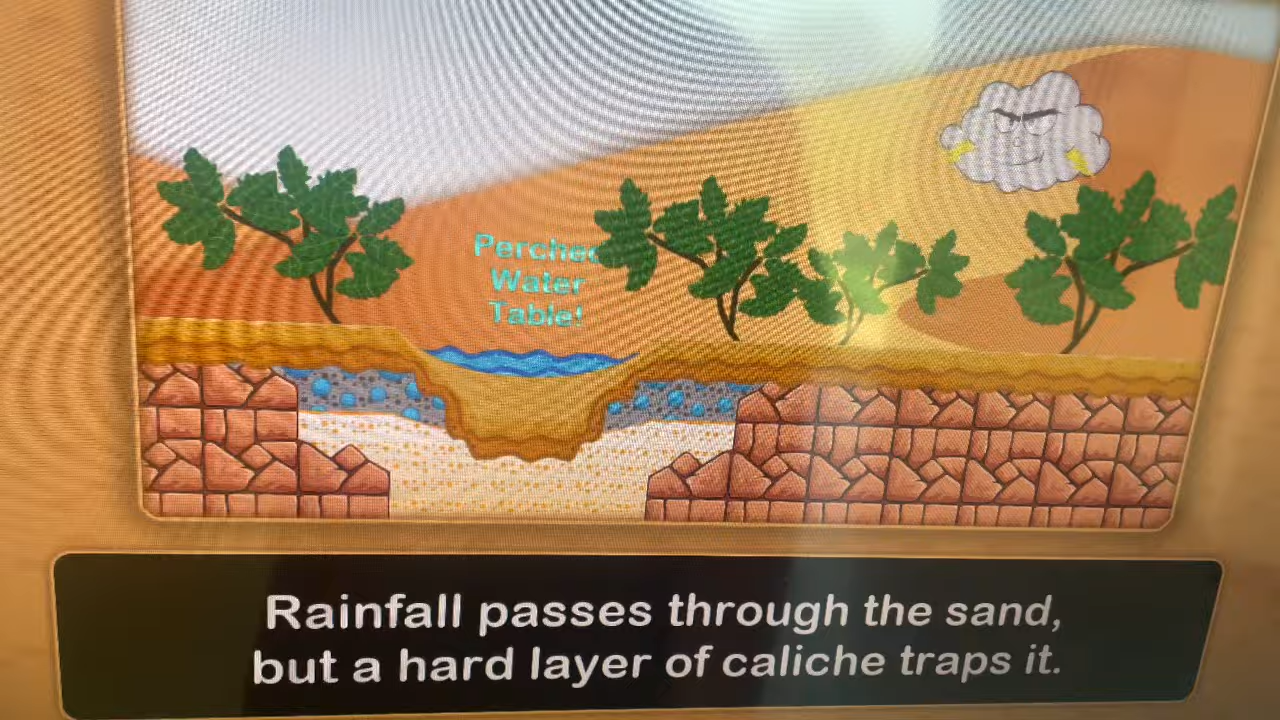 Perched
Water
Table!
Rainfall passes through the sand,
but a hard layer of caliche traps it.